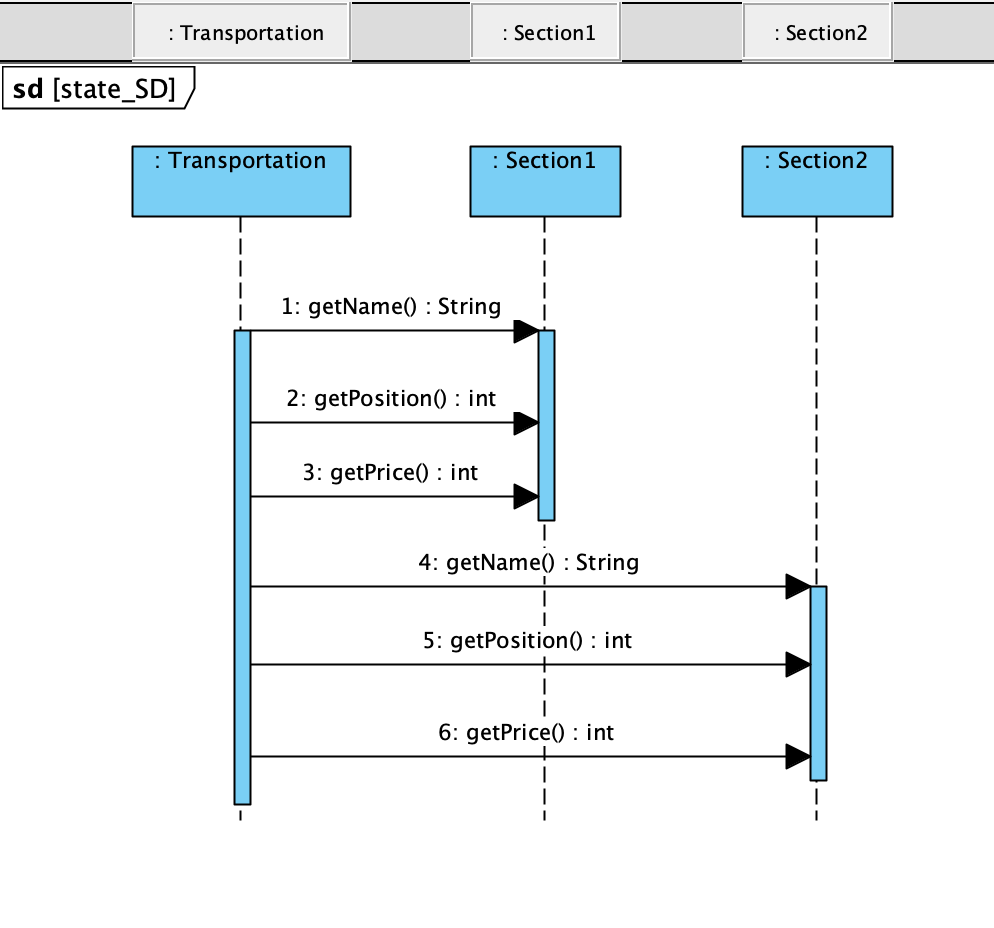 : Transportation
: Section1
: Section2
sd [state_SD]
: Transportation
: Section1
: Section2
1: getName() : String
2: getPosition() : int
3: getPrice() : int
4: getName() : String
5: getPosition() : int
6: getPrice() : int